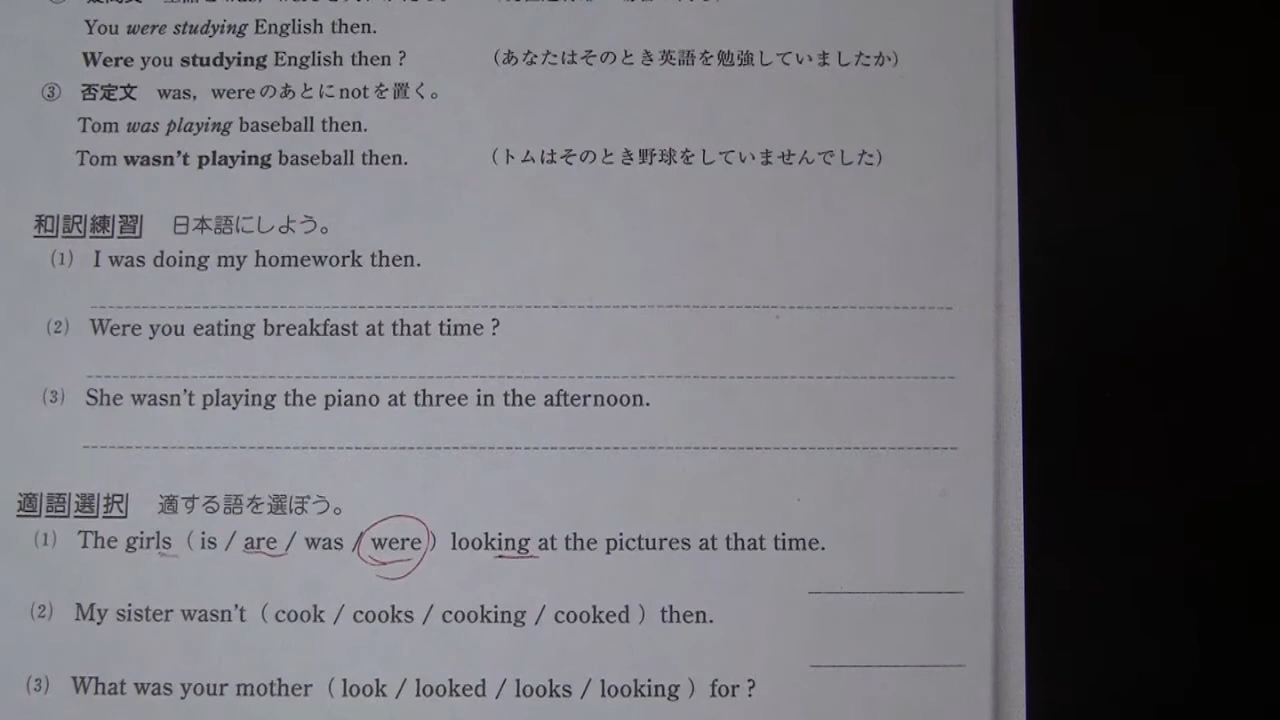 You were studying English then.
Were you studying English then ? (あなたはそのとき英語を勉強していましたか)
③ 否定文 was, wereのあとにnotを置く。
Tom was playing baseball then.
Tom wasn't playing baseball then. (トムはそのとき野球をしていませんでした)
和訳練習 日本語にしよう。
(1) I was doing my homework then.
(2) Were you eating breakfast at that time ?
(3) She wasn't playing the piano at three in the afternoon.
適語選択 適する語を選ぼう。
(1) The girls ( is / are / was / were ) looking at the pictures at that time.
(2) My sister wasn't ( cook / cooks / cooking / cooked ) then.
(3) What was your mother ( look / looked / looks / looking ) for ?